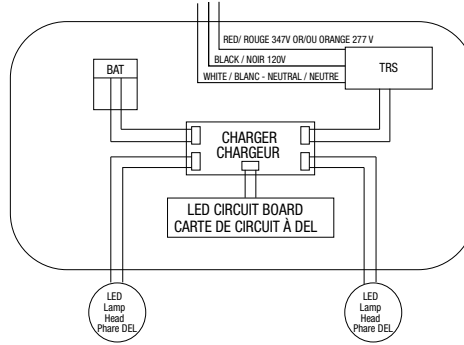 RED/ ROUGE 347V OR/OU ORANGE 277 V
BLACK / NOIR 120V
WHITE / BLANC - NEUTRAL / NEUTRE
TRS
BAT
CHARGER
CHARGEUR
LED CIRCUIT BOARD
CARTE DE CIRCUIT À DEL
LED
Lamp
Head
Phare DEL
LED
Lamp
Head
Phare DEL